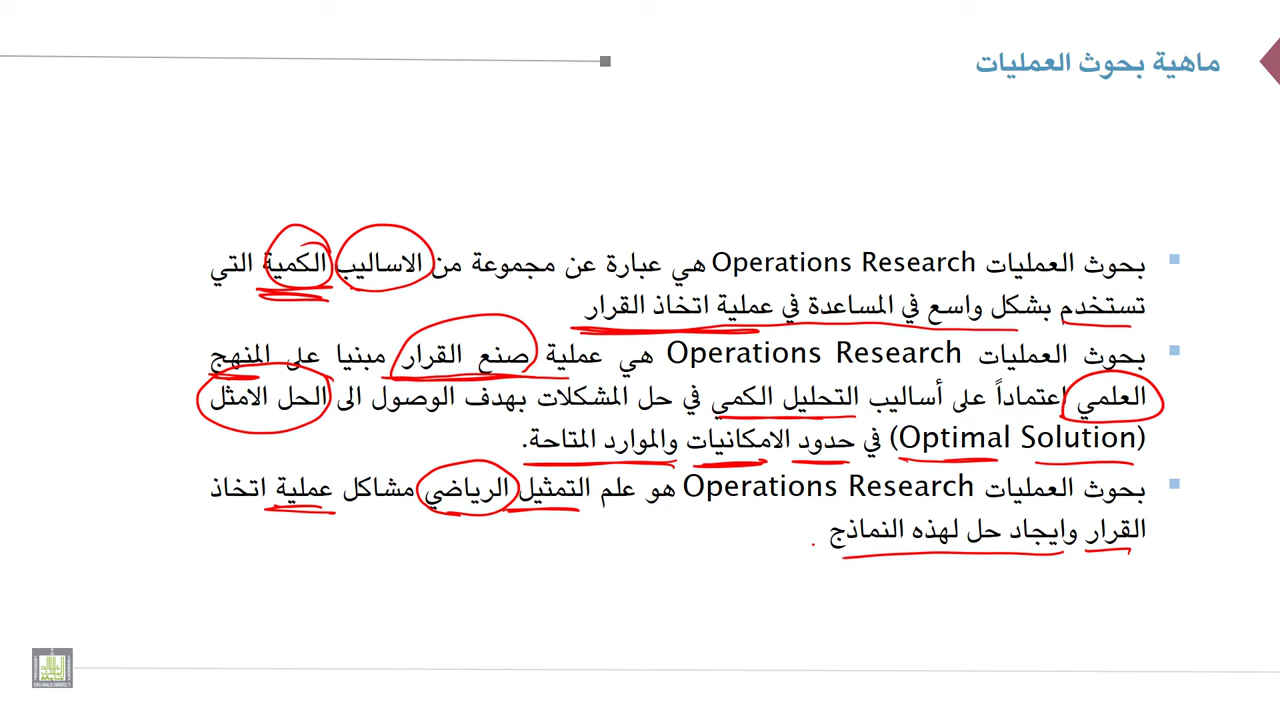 ماهية بحوث العمليات
بحوث العمليات Operations Research هي عبارة عن مجموعة من الاساليب الكمية التي
تستخدم بشكل واسع في المساعدة في عملية اتخاذ القرار
بحوث العمليات Operations Research هي عملية صنع القرار مبنيا على المنهج
العلمي اعتماداً على أساليب التحليل الكمي في حل المشكلات بهدف الوصول الى الحل الامثل
(Optimal Solution) في حدود الامكانيات والموارد المتاحة.
بحوث العمليات Operations Research هو علم التمثيل الرياضي مشاكل عملية اتخاذ
القرار وايجاد حل لهذه النماذج